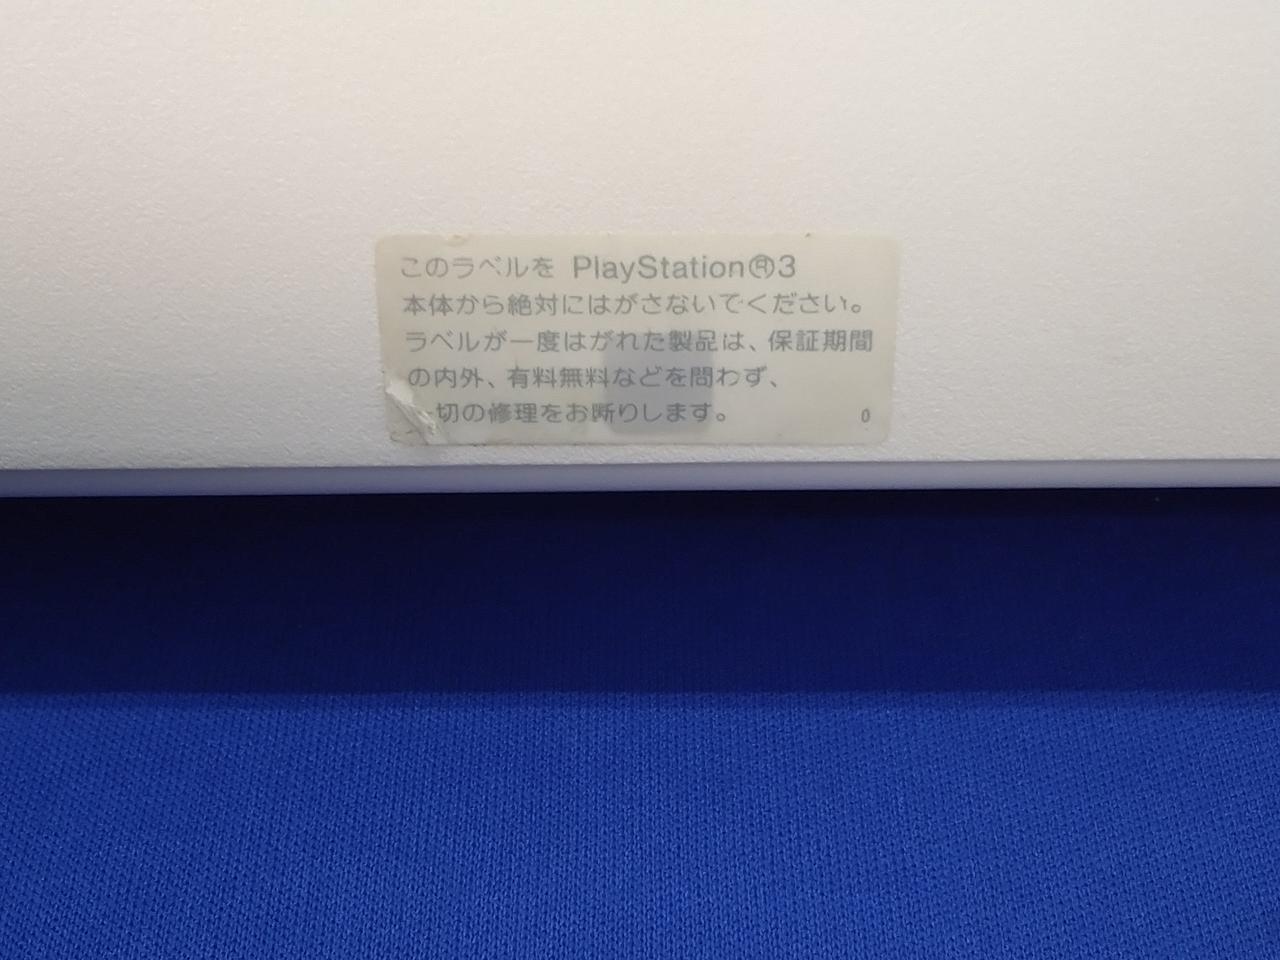 このラベルを PlayStation®3
本体から絶対にはがさないでください。
ラベルが一度はがれた製品は、保証期間
の内外、有料無料などを問わず、
切の修理をお断りします。
0